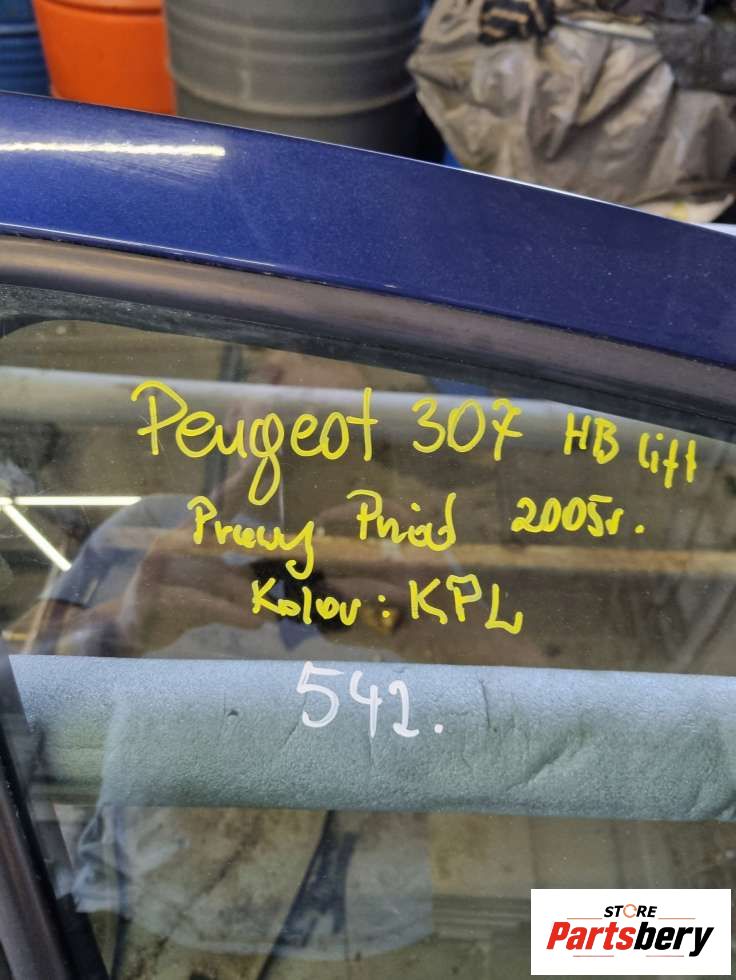 Peugeot 307 HB lift
Prawy Przód 2005r.
Kolor: KPL
542.
STORE
Partsbery